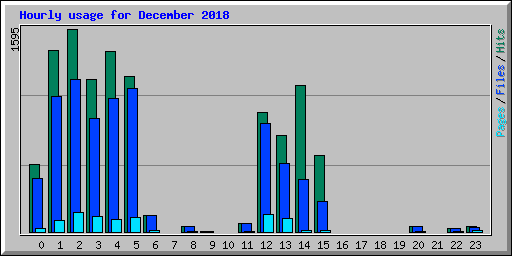 Hourly usage for December 2018
1595
Pages/Files/Hits
0 1 2 3 4 5 6 7 8 9 10 11 12 13 14 15 16 17 18 19 20 21 22 23